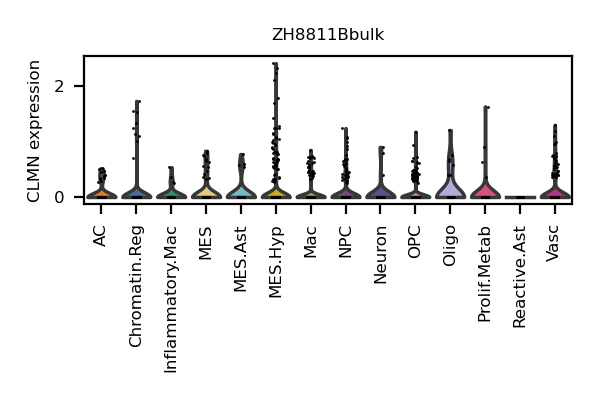 ZH8811Bbulk
CLMN expression
2
0
AC
Chromatin.Reg
Inflammatory.Mac
MES
MES.Ast
MES.Hyp
Mac
NPC
Neuron
OPC
Oligo
Prolif.Metab
Reactive.Ast
Vasc